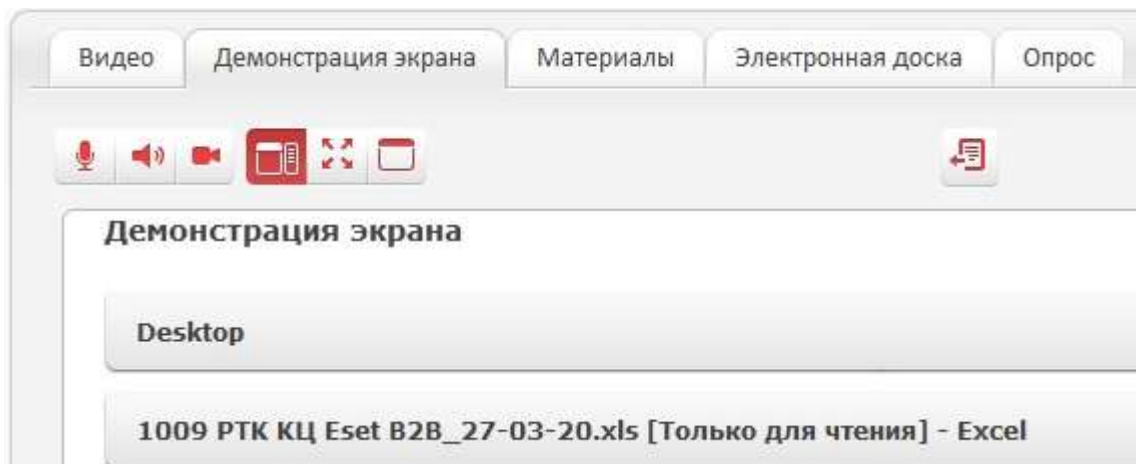 Видео Демонстрация экрана Материалы Электронная доска Опрос
Демонстрация экрана
Desktop
1009 РТК КЦ Eset B2B_27-03-20.xls [Только для чтения] - Excel